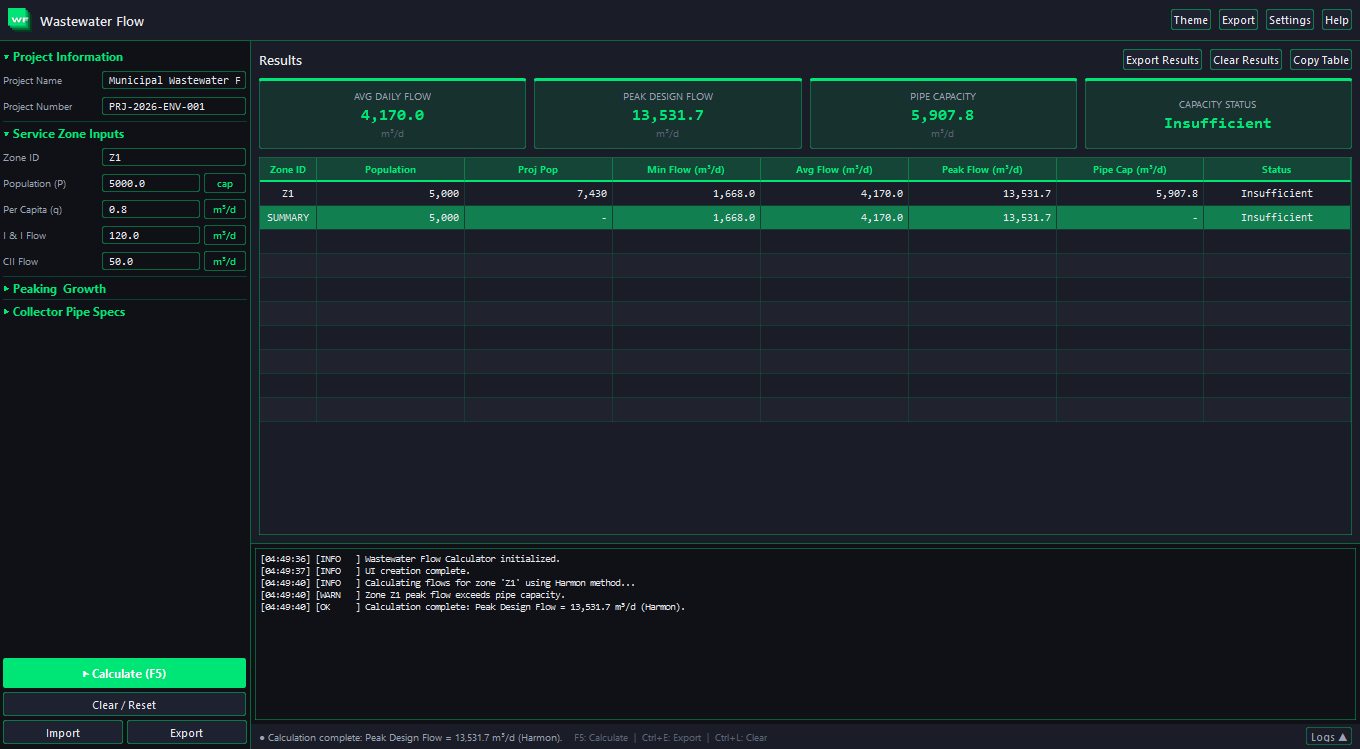 WF Wastewater Flow Theme Export Settings Help
▾ Project Information
Project Name Municipal Wastewater F
Project Number PRJ-2026-ENV-001
▾ Service Zone Inputs
Zone ID Z1
Population (P) 5000.0 cap
Per Capita (q) 0.8 m³/d
I & I Flow 120.0 m³/d
CII Flow 50.0 m³/d
▸ Peaking Growth
▸ Collector Pipe Specs
▸ Calculate (F5)
Clear / Reset
Import Export
Results Export Results Clear Results Copy Table
AVG DAILY FLOW
4,170.0
m³/d
PEAK DESIGN FLOW
13,531.7
m³/d
PIPE CAPACITY
5,907.8
m³/d
CAPACITY STATUS
Insufficient
Zone ID Population Proj Pop Min Flow (m³/d) Avg Flow (m³/d) Peak Flow (m³/d) Pipe Cap (m³/d) Status
Z1 5,000 7,430 1,668.0 4,170.0 13,531.7 5,907.8 Insufficient
SUMMARY 5,000 - 1,668.0 4,170.0 13,531.7 - Insufficient
[04:49:36] [INFO ] Wastewater Flow Calculator initialized.
[04:49:37] [INFO ] UI creation complete.
[04:49:40] [INFO ] Calculating flows for zone 'Z1' using Harmon method...
[04:49:40] [WARN ] Zone Z1 peak flow exceeds pipe capacity.
[04:49:40] [OK ] Calculation complete: Peak Design Flow = 13,531.7 m³/d (Harmon).
● Calculation complete: Peak Design Flow = 13,531.7 m³/d (Harmon). F5: Calculate | Ctrl+E: Export | Ctrl+L: Clear Logs ▲